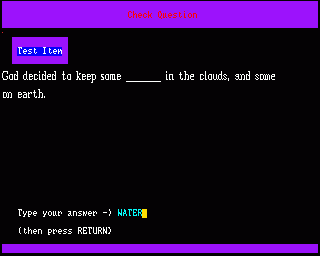 Test Item
God decided to keep some ______ in the clouds, and some
on earth.
Type your answer -> WATER
(then press RETURN)